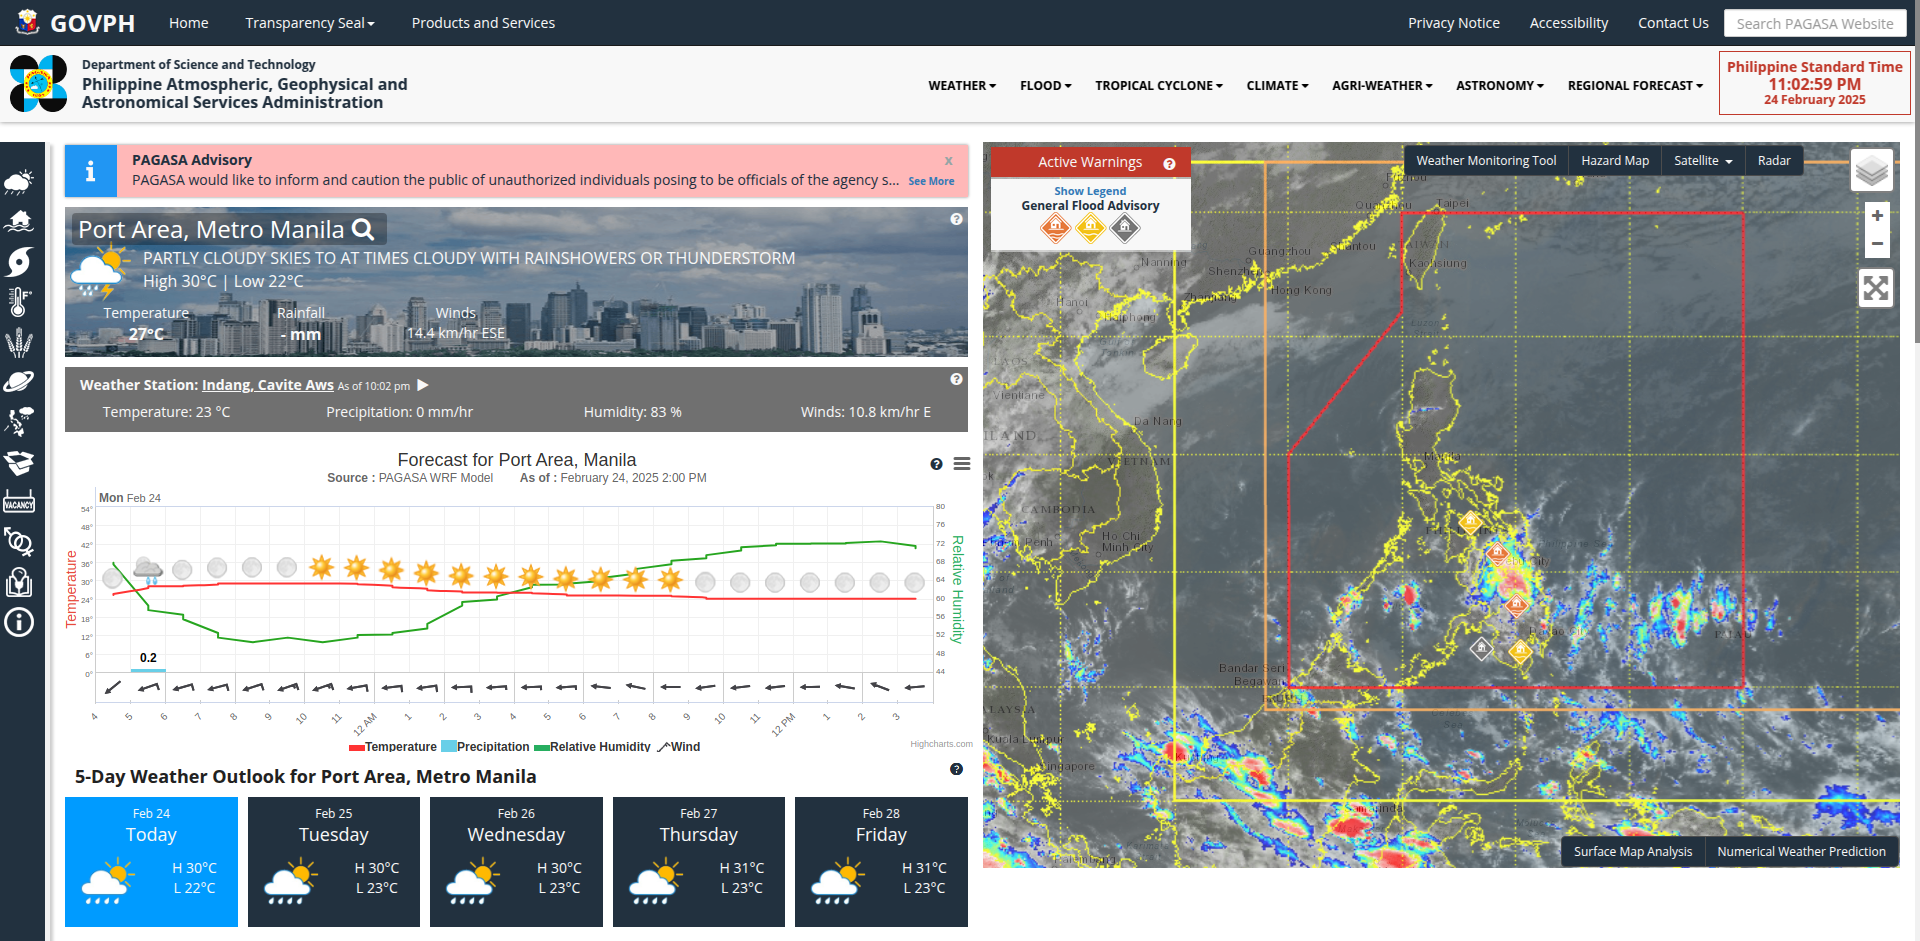 GOVPH Home Transparency Seal Products and Services Privacy Notice Accessibility Contact Us Search PAGASA Website
Department of Science and Technology
Philippine Atmospheric, Geophysical and
Astronomical Services Administration
WEATHER FLOOD TROPICAL CYCLONE CLIMATE AGRI-WEATHER ASTRONOMY REGIONAL FORECAST
Philippine Standard Time
11:02:59 PM
24 February 2025
VACANCY
PAGASA Advisory x
PAGASA would like to inform and caution the public of unauthorized individuals posing to be officials of the agency s... See More
Port Area, Metro Manila
PARTLY CLOUDY SKIES TO AT TIMES CLOUDY WITH RAINSHOWERS OR THUNDERSTORM
High 30°C | Low 22°C
Temperature Rainfall Winds
27°C - mm 14.4 km/hr ESE
Weather Station: Indang, Cavite Aws As of 10:02 pm
Temperature: 23 °C Precipitation: 0 mm/hr Humidity: 83 % Winds: 10.8 km/hr E
Forecast for Port Area, Manila
Source : PAGASA WRF Model As of : February 24, 2025 2:00 PM
Mon Feb 24
54° 80
48° 76
42° 72
36° 68
30° 64
24° 60
18° 56
12° 52
6° 48
0° 44
Temperature
Relative Humidity
0.2
4 5 6 7 8 9 10 11 12 AM 1 2 3 4 5 6 7 8 9 10 11 12 PM 1 2 3
Temperature Precipitation Relative Humidity Wind
Highcharts.com
5-Day Weather Outlook for Port Area, Metro Manila
Feb 24 Feb 25 Feb 26 Feb 27 Feb 28
Today Tuesday Wednesday Thursday Friday
H 30°C H 30°C H 30°C H 31°C H 31°C
L 22°C L 23°C L 23°C L 23°C L 23°C
Active Warnings
Show Legend
General Flood Advisory
Weather Monitoring Tool Hazard Map Satellite Radar
+
−
Taipei
Guangzhou
Shantou
TAIWAN
Nanning
Shenzhen
Kaohsiung
Hong Kong
Zhanjiang
Hanoi
Haiphong
LAOS
Luzon
Vientiane
Da Nang
VIETNAM
Manila
CAMBODIA
Ho Chi
Minh City
Davao City
PALAU
Bandar Seri
Begawan
Kuala Lumpur
Singapore
Kuching
Samarinda
Surface Map Analysis Numerical Weather Prediction